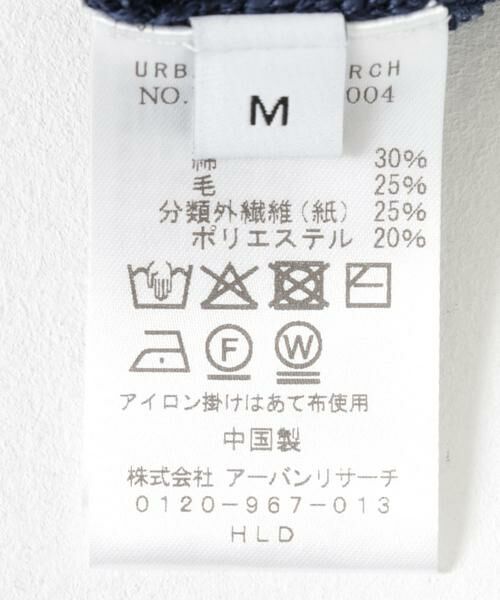 M
NO. 004
綿 30%
毛 25%
分類外繊維(紙) 25%
ポリエステル 20%
F
W
アイロン掛けはあて布使用
中国製
株式会社 アーバンリサーチ
0120-967-013
HLD